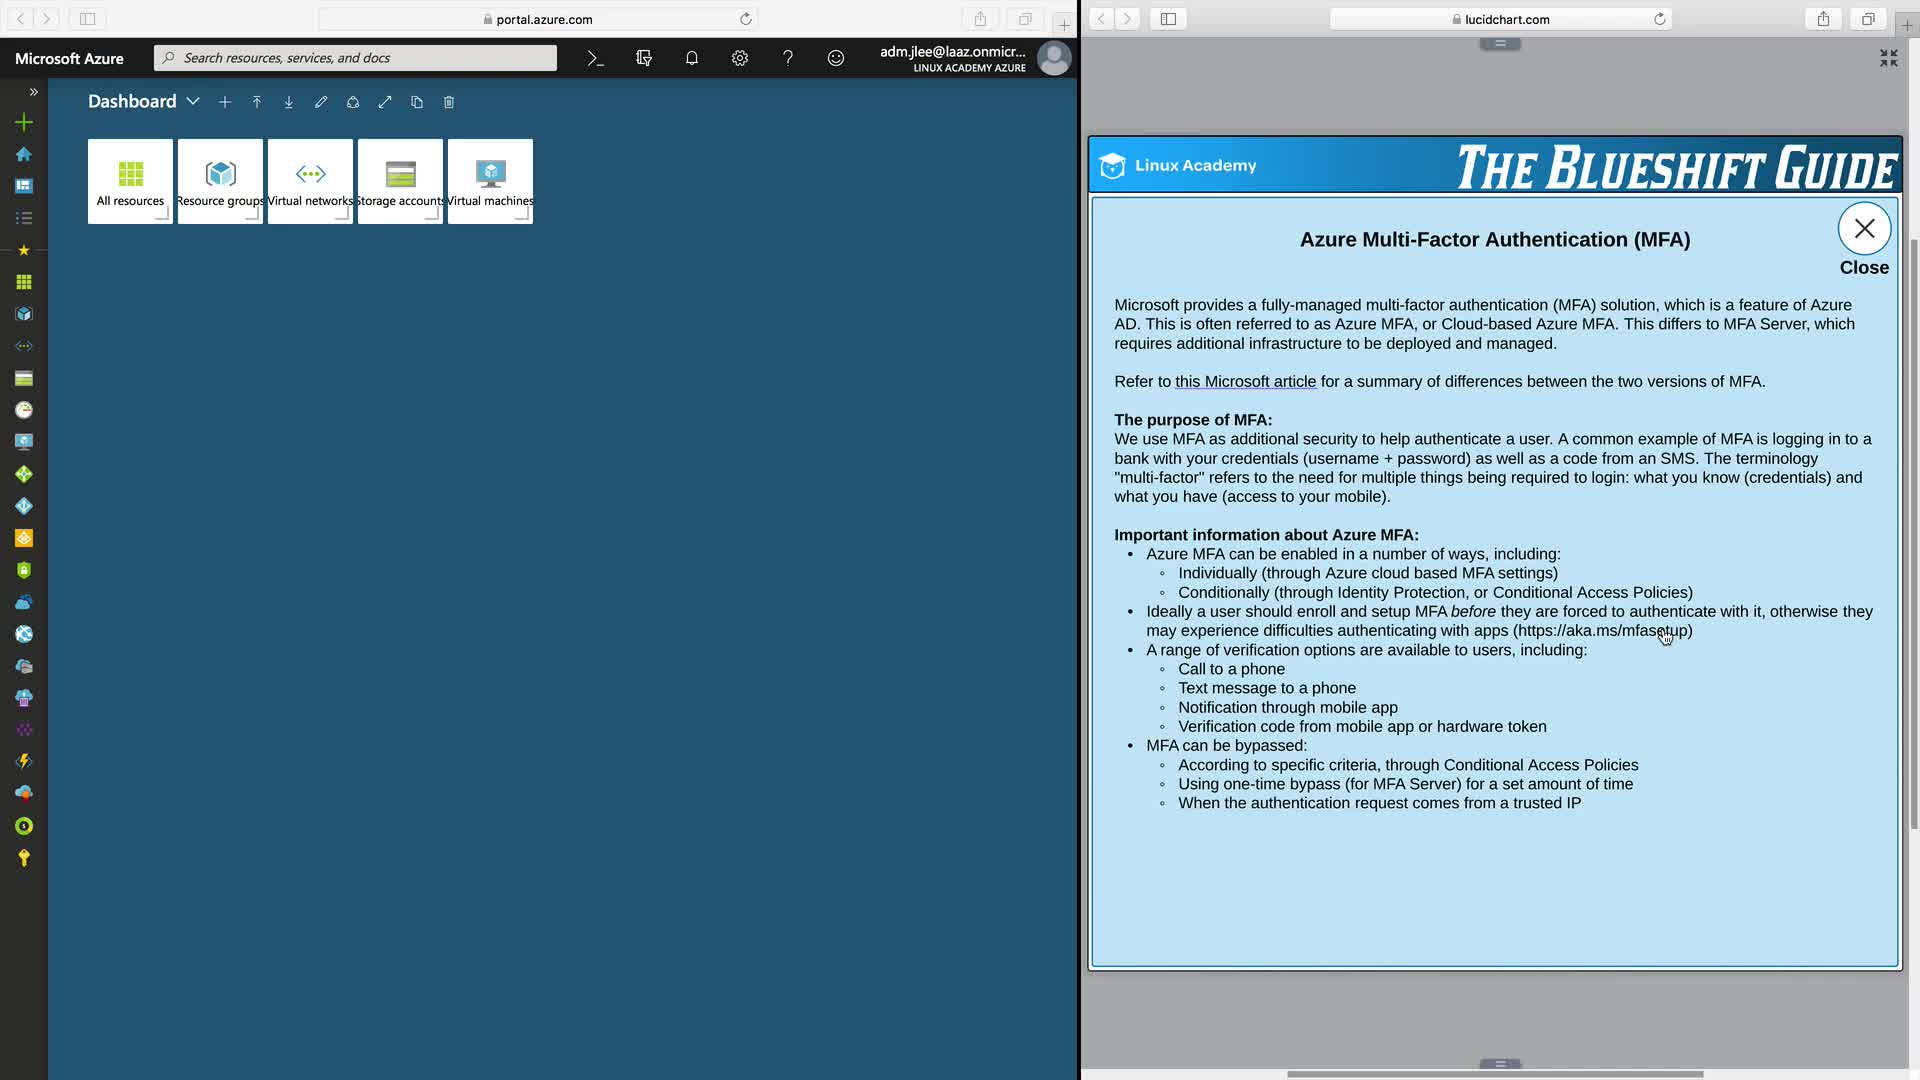 portal.azure.com
lucidchart.com
Microsoft Azure
Search resources, services, and docs
adm.jlee@laaz.onmicr...
LINUX ACADEMY AZURE
Dashboard
All resources
Resource groups
Virtual networks
Storage accounts
Virtual machines
Linux Academy
THE BLUESHIFT GUIDE
Azure Multi-Factor Authentication (MFA)
Close
Microsoft provides a fully-managed multi-factor authentication (MFA) solution, which is a feature of Azure
AD. This is often referred to as Azure MFA, or Cloud-based Azure MFA. This differs to MFA Server, which
requires additional infrastructure to be deployed and managed.
Refer to this Microsoft article for a summary of differences between the two versions of MFA.
The purpose of MFA:
We use MFA as additional security to help authenticate a user. A common example of MFA is logging in to a
bank with your credentials (username + password) as well as a code from an SMS. The terminology
"multi-factor" refers to the need for multiple things being required to login: what you know (credentials) and
what you have (access to your mobile).
Important information about Azure MFA:
• Azure MFA can be enabled in a number of ways, including:
◦ Individually (through Azure cloud based MFA settings)
◦ Conditionally (through Identity Protection, or Conditional Access Policies)
• Ideally a user should enroll and setup MFA before they are forced to authenticate with it, otherwise they
may experience difficulties authenticating with apps (https://aka.ms/mfasetup)
• A range of verification options are available to users, including:
◦ Call to a phone
◦ Text message to a phone
◦ Notification through mobile app
◦ Verification code from mobile app or hardware token
• MFA can be bypassed:
◦ According to specific criteria, through Conditional Access Policies
◦ Using one-time bypass (for MFA Server) for a set amount of time
◦ When the authentication request comes from a trusted IP